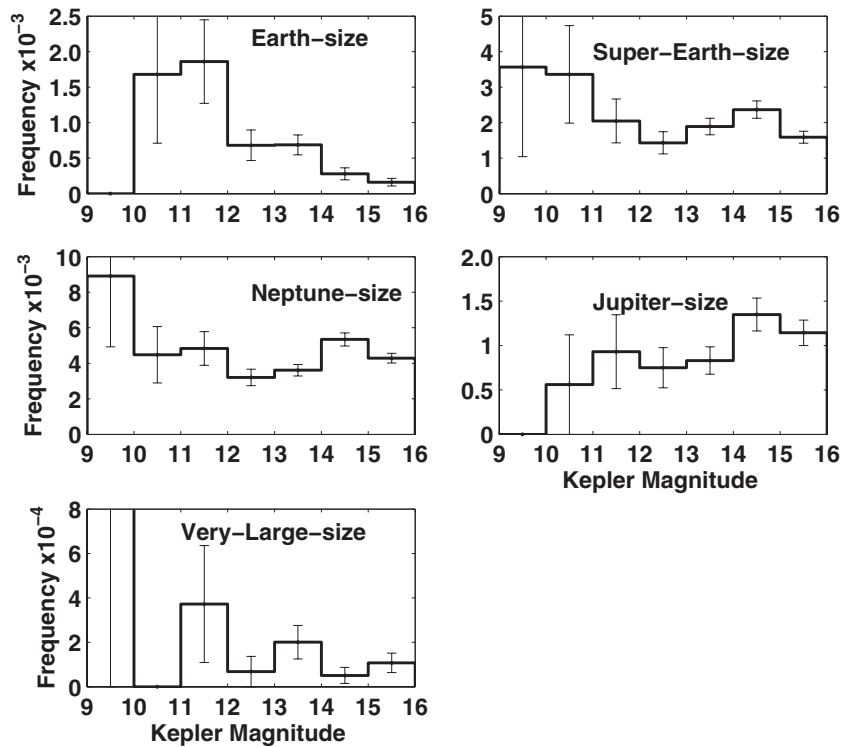 Frequency x10⁻³
2.5
2.0
1.5
1.0
0.5
0
Earth−size
9 10 11 12 13 14 15 16
5
4
3
2
1
0
Super−Earth−size
9 10 11 12 13 14 15 16
Frequency x10⁻³
10
8
6
4
2
0
Neptune−size
9 10 11 12 13 14 15 16
2.0
1.5
1
0.5
0
Jupiter−size
9 10 11 12 13 14 15 16
Kepler Magnitude
Frequency x10⁻⁴
8
6
4
2
0
Very−Large−size
9 10 11 12 13 14 15 16
Kepler Magnitude